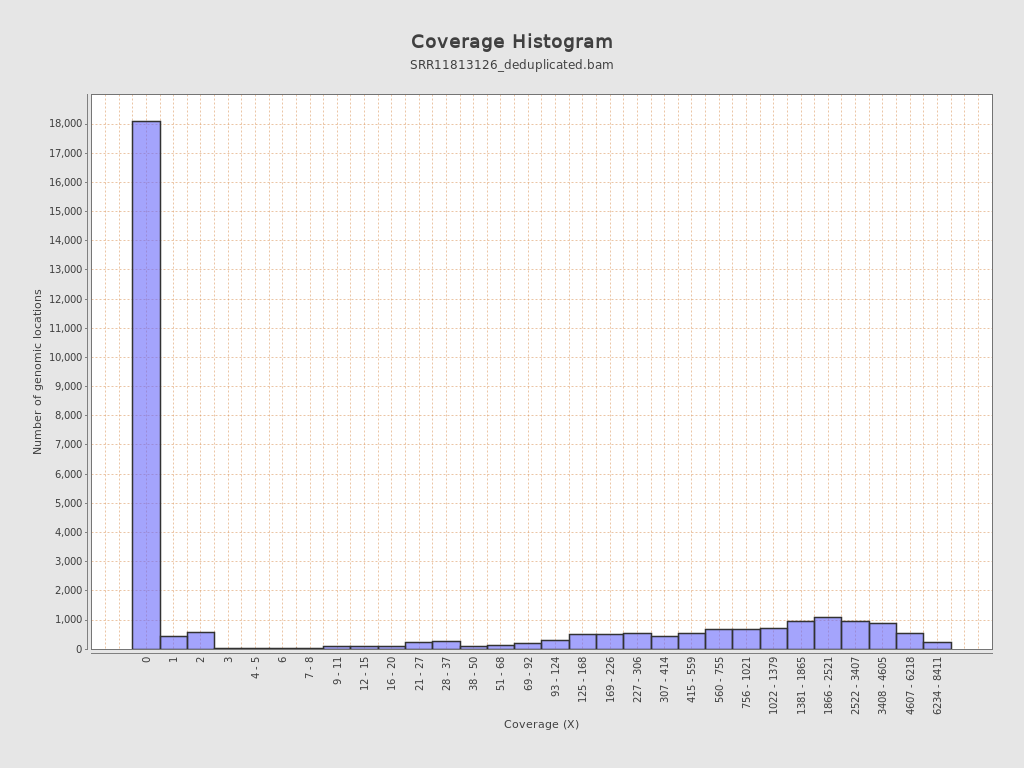 Coverage Histogram
SRR11813126_deduplicated.bam
Number of genomic locations
18,000
17,000
16,000
15,000
14,000
13,000
12,000
11,000
10,000
9,000
8,000
7,000
6,000
5,000
4,000
3,000
2,000
1,000
0
0
1
2
3
4 - 5
6
7 - 8
9 - 11
12 - 15
16 - 20
21 - 27
28 - 37
38 - 50
51 - 68
69 - 92
93 - 124
125 - 168
169 - 226
227 - 306
307 - 414
415 - 559
560 - 755
756 - 1021
1022 - 1379
1381 - 1865
1866 - 2521
2522 - 3407
3408 - 4605
4607 - 6218
6234 - 8411
Coverage (X)